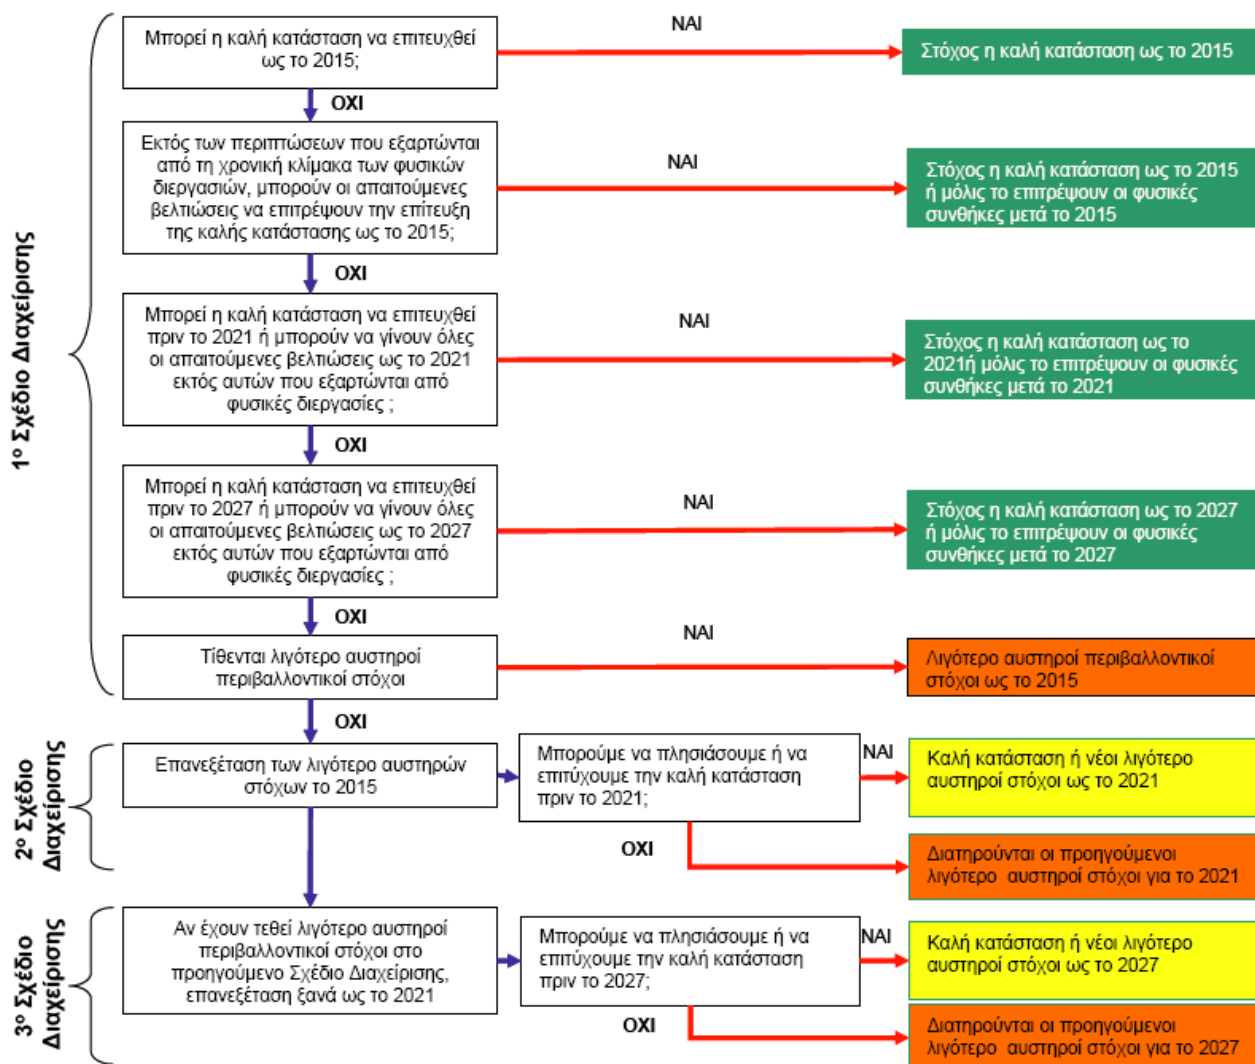 1º Σχέδιο Διαχείρισης
Μπορεί η καλή κατάσταση να επιτευχθεί
ως το 2015;
ΝΑΙ
Στόχος η καλή κατάσταση ως το 2015
ΟΧΙ
Εκτός των περιπτώσεων που εξαρτώνται
από τη χρονική κλίμακα των φυσικών
διεργασιών, μπορούν οι απαιτούμενες
βελτιώσεις να επιτρέψουν την επίτευξη
της καλής κατάστασης ως το 2015;
ΝΑΙ
Στόχος η καλή κατάσταση ως το 2015
ή μόλις το επιτρέψουν οι φυσικές
συνθήκες μετά το 2015
ΟΧΙ
Μπορεί η καλή κατάσταση να επιτευχθεί
πριν το 2021 ή μπορούν να γίνουν όλες
οι απαιτούμενες βελτιώσεις ως το 2021
εκτός αυτών που εξαρτώνται από
φυσικές διεργασίες ;
ΝΑΙ
Στόχος η καλή κατάσταση ως το
2021ή μόλις το επιτρέψουν οι φυσικές
συνθήκες μετά το 2021
ΟΧΙ
Μπορεί η καλή κατάσταση να επιτευχθεί
πριν το 2027 ή μπορούν να γίνουν όλες
οι απαιτούμενες βελτιώσεις ως το 2027
εκτός αυτών που εξαρτώνται από
φυσικές διεργασίες ;
ΝΑΙ
Στόχος η καλή κατάσταση ως το 2027
ή μόλις το επιτρέψουν οι φυσικές
συνθήκες μετά το 2027
ΟΧΙ
Τίθενται λιγότερο αυστηροί
περιβαλλοντικοί στόχοι
ΝΑΙ
Λιγότερο αυστηροί περιβαλλοντικοί
στόχοι ως το 2015
ΟΧΙ
2º Σχέδιο
Διαχείρισης
Επανεξέταση των λιγότερο αυστηρών
στόχων το 2015
Μπορούμε να πλησιάσουμε ή να
επιτύχουμε την καλή κατάσταση
πριν το 2021;
ΝΑΙ
Καλή κατάσταση ή νέοι λιγότερο
αυστηροί στόχοι ως το 2021
ΟΧΙ
Διατηρούνται οι προηγούμενοι
λιγότερο αυστηροί στόχοι για το 2021
3º Σχέδιο
Διαχείρισης
Αν έχουν τεθεί λιγότερο αυστηροί
περιβαλλοντικοί στόχοι στο
προηγούμενο Σχέδιο Διαχείρισης,
επανεξέταση ξανά ως το 2021
Μπορούμε να πλησιάσουμε ή να
επιτύχουμε την καλή κατάσταση
πριν το 2027;
ΝΑΙ
Καλή κατάσταση ή νέοι λιγότερο
αυστηροί στόχοι ως το 2027
ΟΧΙ
Διατηρούνται οι προηγούμενοι
λιγότερο αυστηροί στόχοι για το 2027